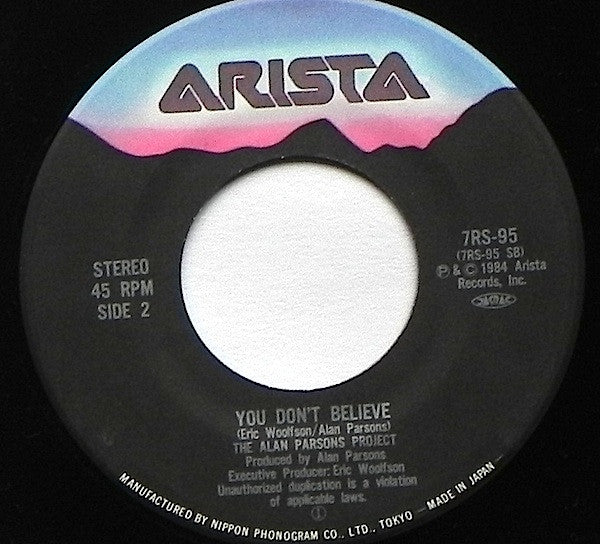 ARISTA
STEREO
45 RPM
SIDE 2
7RS-95
(7RS-95 SB)
℗ & © 1984 Arista
Records, Inc.
JASRAC
YOU DON'T BELIEVE
(Eric Woolfson/Alan Parsons)
THE ALAN PARSONS PROJECT
Produced by Alan Parsons
Executive Producer: Eric Woolfson
Unauthorized duplication is a violation
of applicable laws.
Ⓘ
MANUFACTURED BY NIPPON PHONOGRAM CO., LTD., TOKYO – MADE IN JAPAN